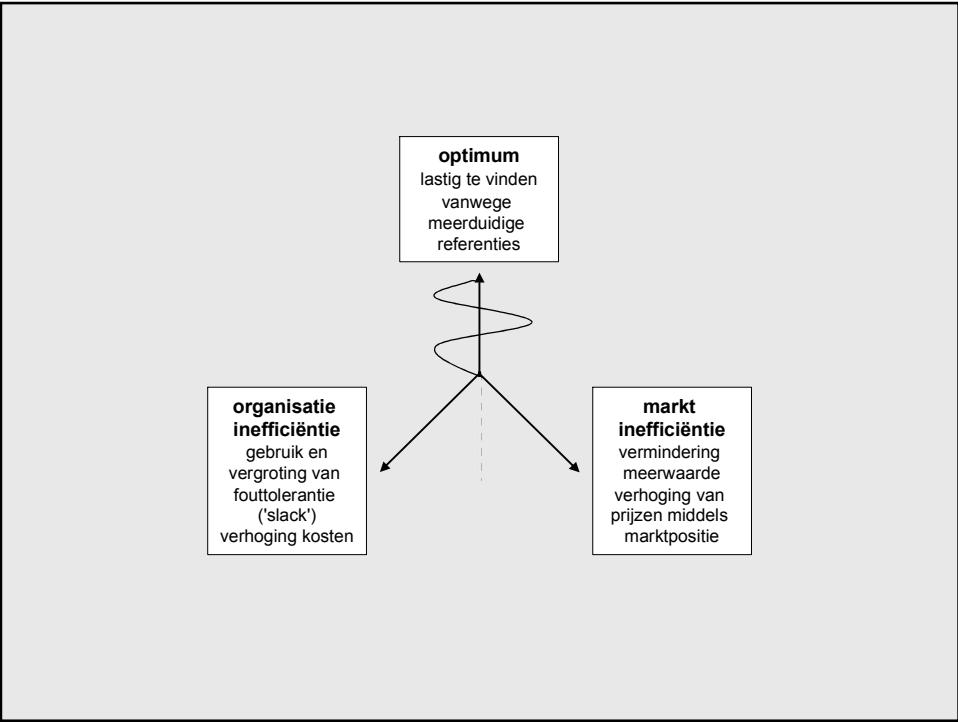 optimum
lastig te vinden
vanwege
meerduidige
referenties
organisatie
inefficiëntie
gebruik en
vergroting van
fouttolerantie
('slack')
verhoging kosten
markt
inefficiëntie
vermindering
meerwaarde
verhoging van
prijzen middels
marktpositie